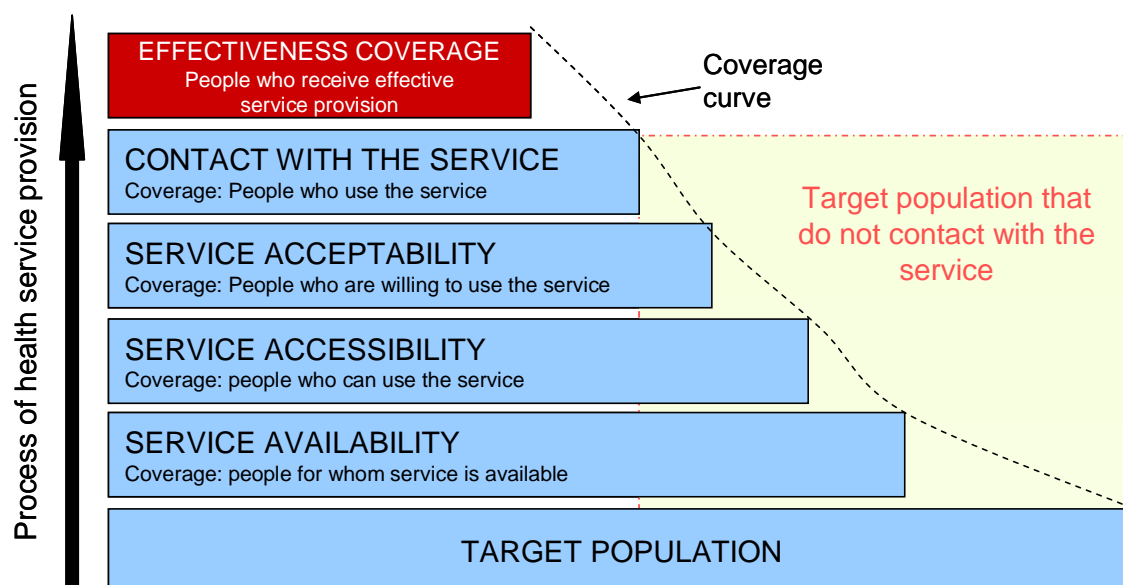 Process of health service provision
EFFECTIVENESS COVERAGE
People who receive effective
service provision
Coverage
curve
CONTACT WITH THE SERVICE
Coverage: People who use the service
Target population that
do not contact with the
service
SERVICE ACCEPTABILITY
Coverage: People who are willing to use the service
SERVICE ACCESSIBILITY
Coverage: people who can use the service
SERVICE AVAILABILITY
Coverage: people for whom service is available
TARGET POPULATION